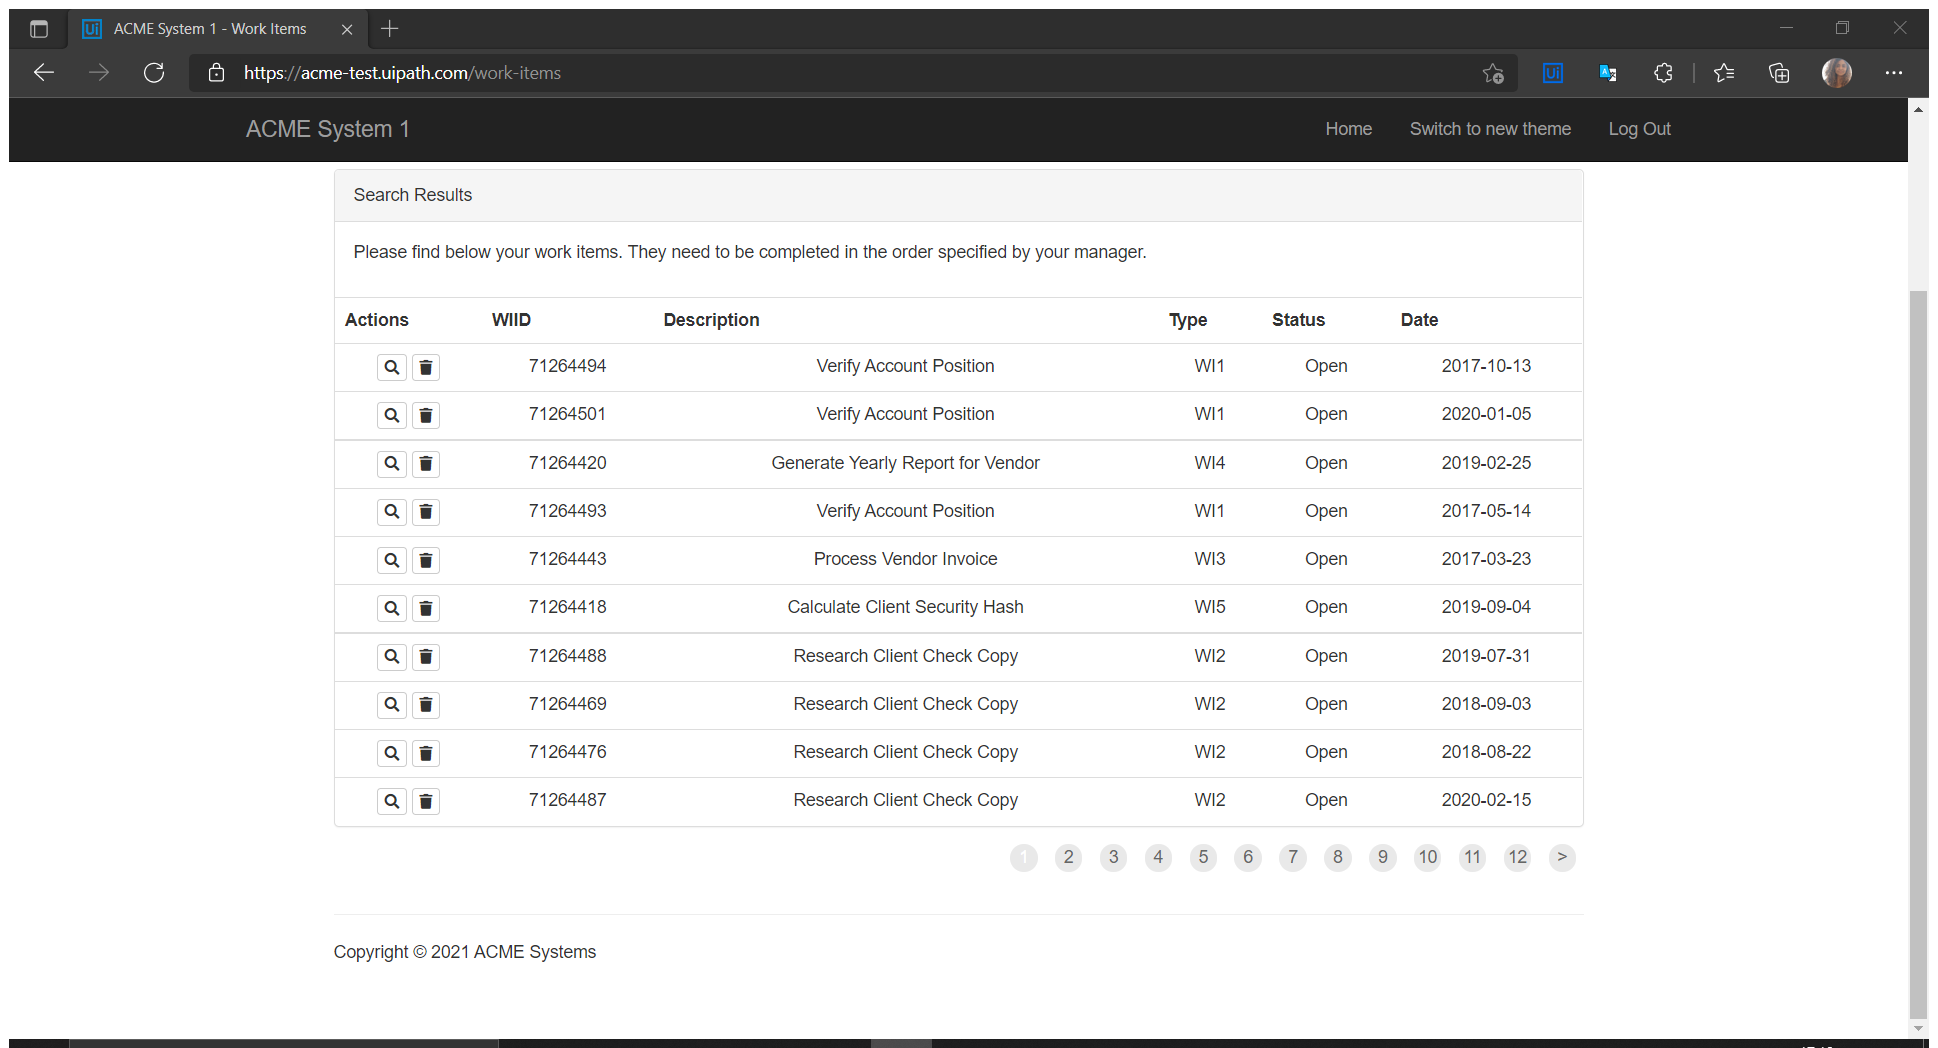 Ui ACME System 1 - Work Items
https://acme-test.uipath.com/work-items
ACME System 1 Home Switch to new theme Log Out
Search Results
Please find below your work items. They need to be completed in the order specified by your manager.
Actions WIID Description Type Status Date
71264494 Verify Account Position WI1 Open 2017-10-13
71264501 Verify Account Position WI1 Open 2020-01-05
71264420 Generate Yearly Report for Vendor WI4 Open 2019-02-25
71264493 Verify Account Position WI1 Open 2017-05-14
71264443 Process Vendor Invoice WI3 Open 2017-03-23
71264418 Calculate Client Security Hash WI5 Open 2019-09-04
71264488 Research Client Check Copy WI2 Open 2019-07-31
71264469 Research Client Check Copy WI2 Open 2018-09-03
71264476 Research Client Check Copy WI2 Open 2018-08-22
71264487 Research Client Check Copy WI2 Open 2020-02-15
1 2 3 4 5 6 7 8 9 10 11 12 >
Copyright © 2021 ACME Systems